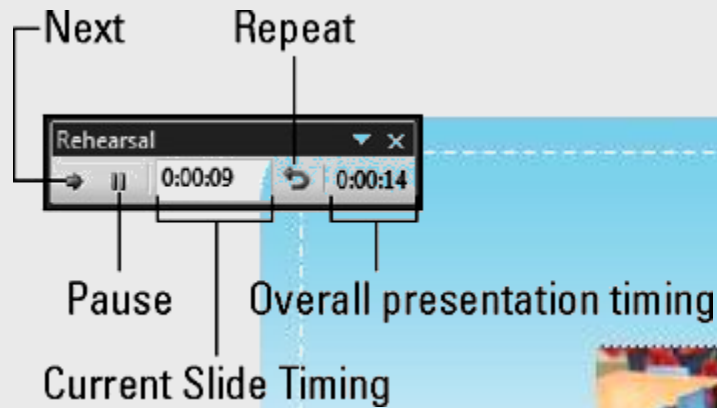 Next Repeat
Rehearsal
0:00:09 0:00:14
Pause Overall presentation timing
Current Slide Timing